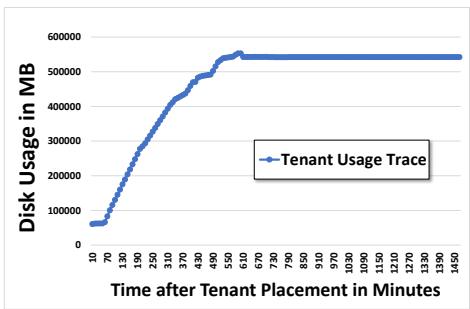 600000
500000
400000
300000
200000
100000
0
Disk Usage in MB
Tenant Usage Trace
10 70 130 190 250 310 370 430 490 550 610 670 730 790 850 910 970 1030 1090 1150 1210 1270 1330 1390 1450
Time after Tenant Placement in Minutes